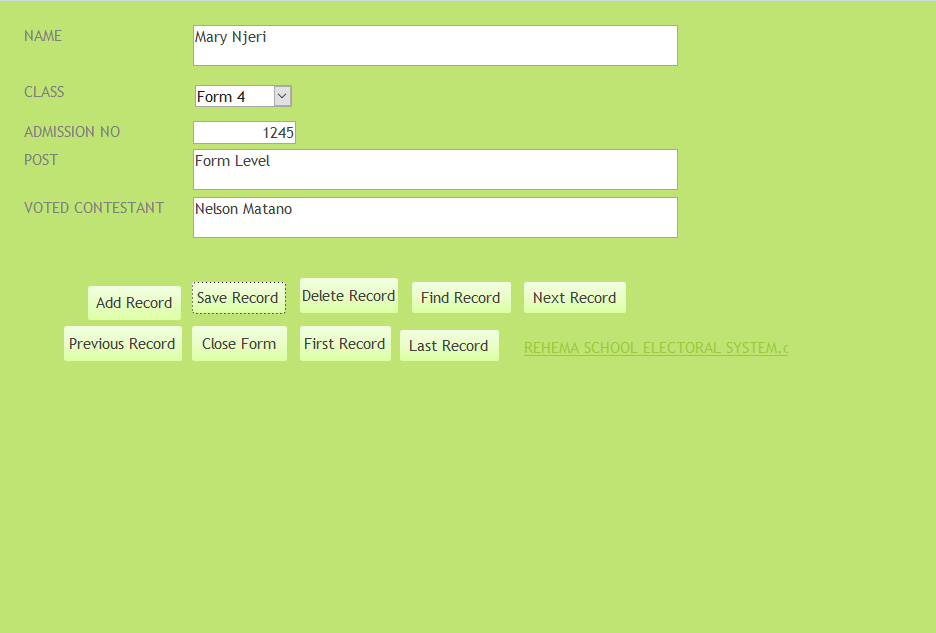 NAME Mary Njeri
CLASS Form 4
ADMISSION NO 1245
POST Form Level
VOTED CONTESTANT Nelson Matano
Add Record Save Record Delete Record Find Record Next Record
Previous Record Close Form First Record Last Record REHEMA SCHOOL ELECTORAL SYSTEM.